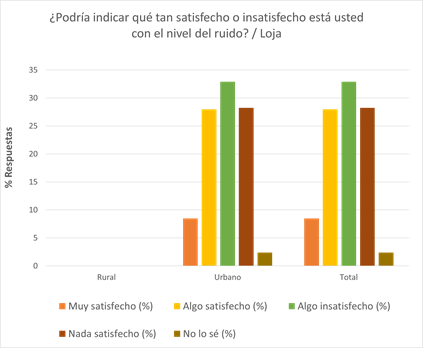 ¿Podría indicar qué tan satisfecho o insatisfecho está usted
con el nivel del ruido? / Loja
% Respuestas
35
30
25
20
15
10
5
0
Rural
Urbano
Total
Muy satisfecho (%)
Algo satisfecho (%)
Algo insatisfecho (%)
Nada satisfecho (%)
No lo sé (%)